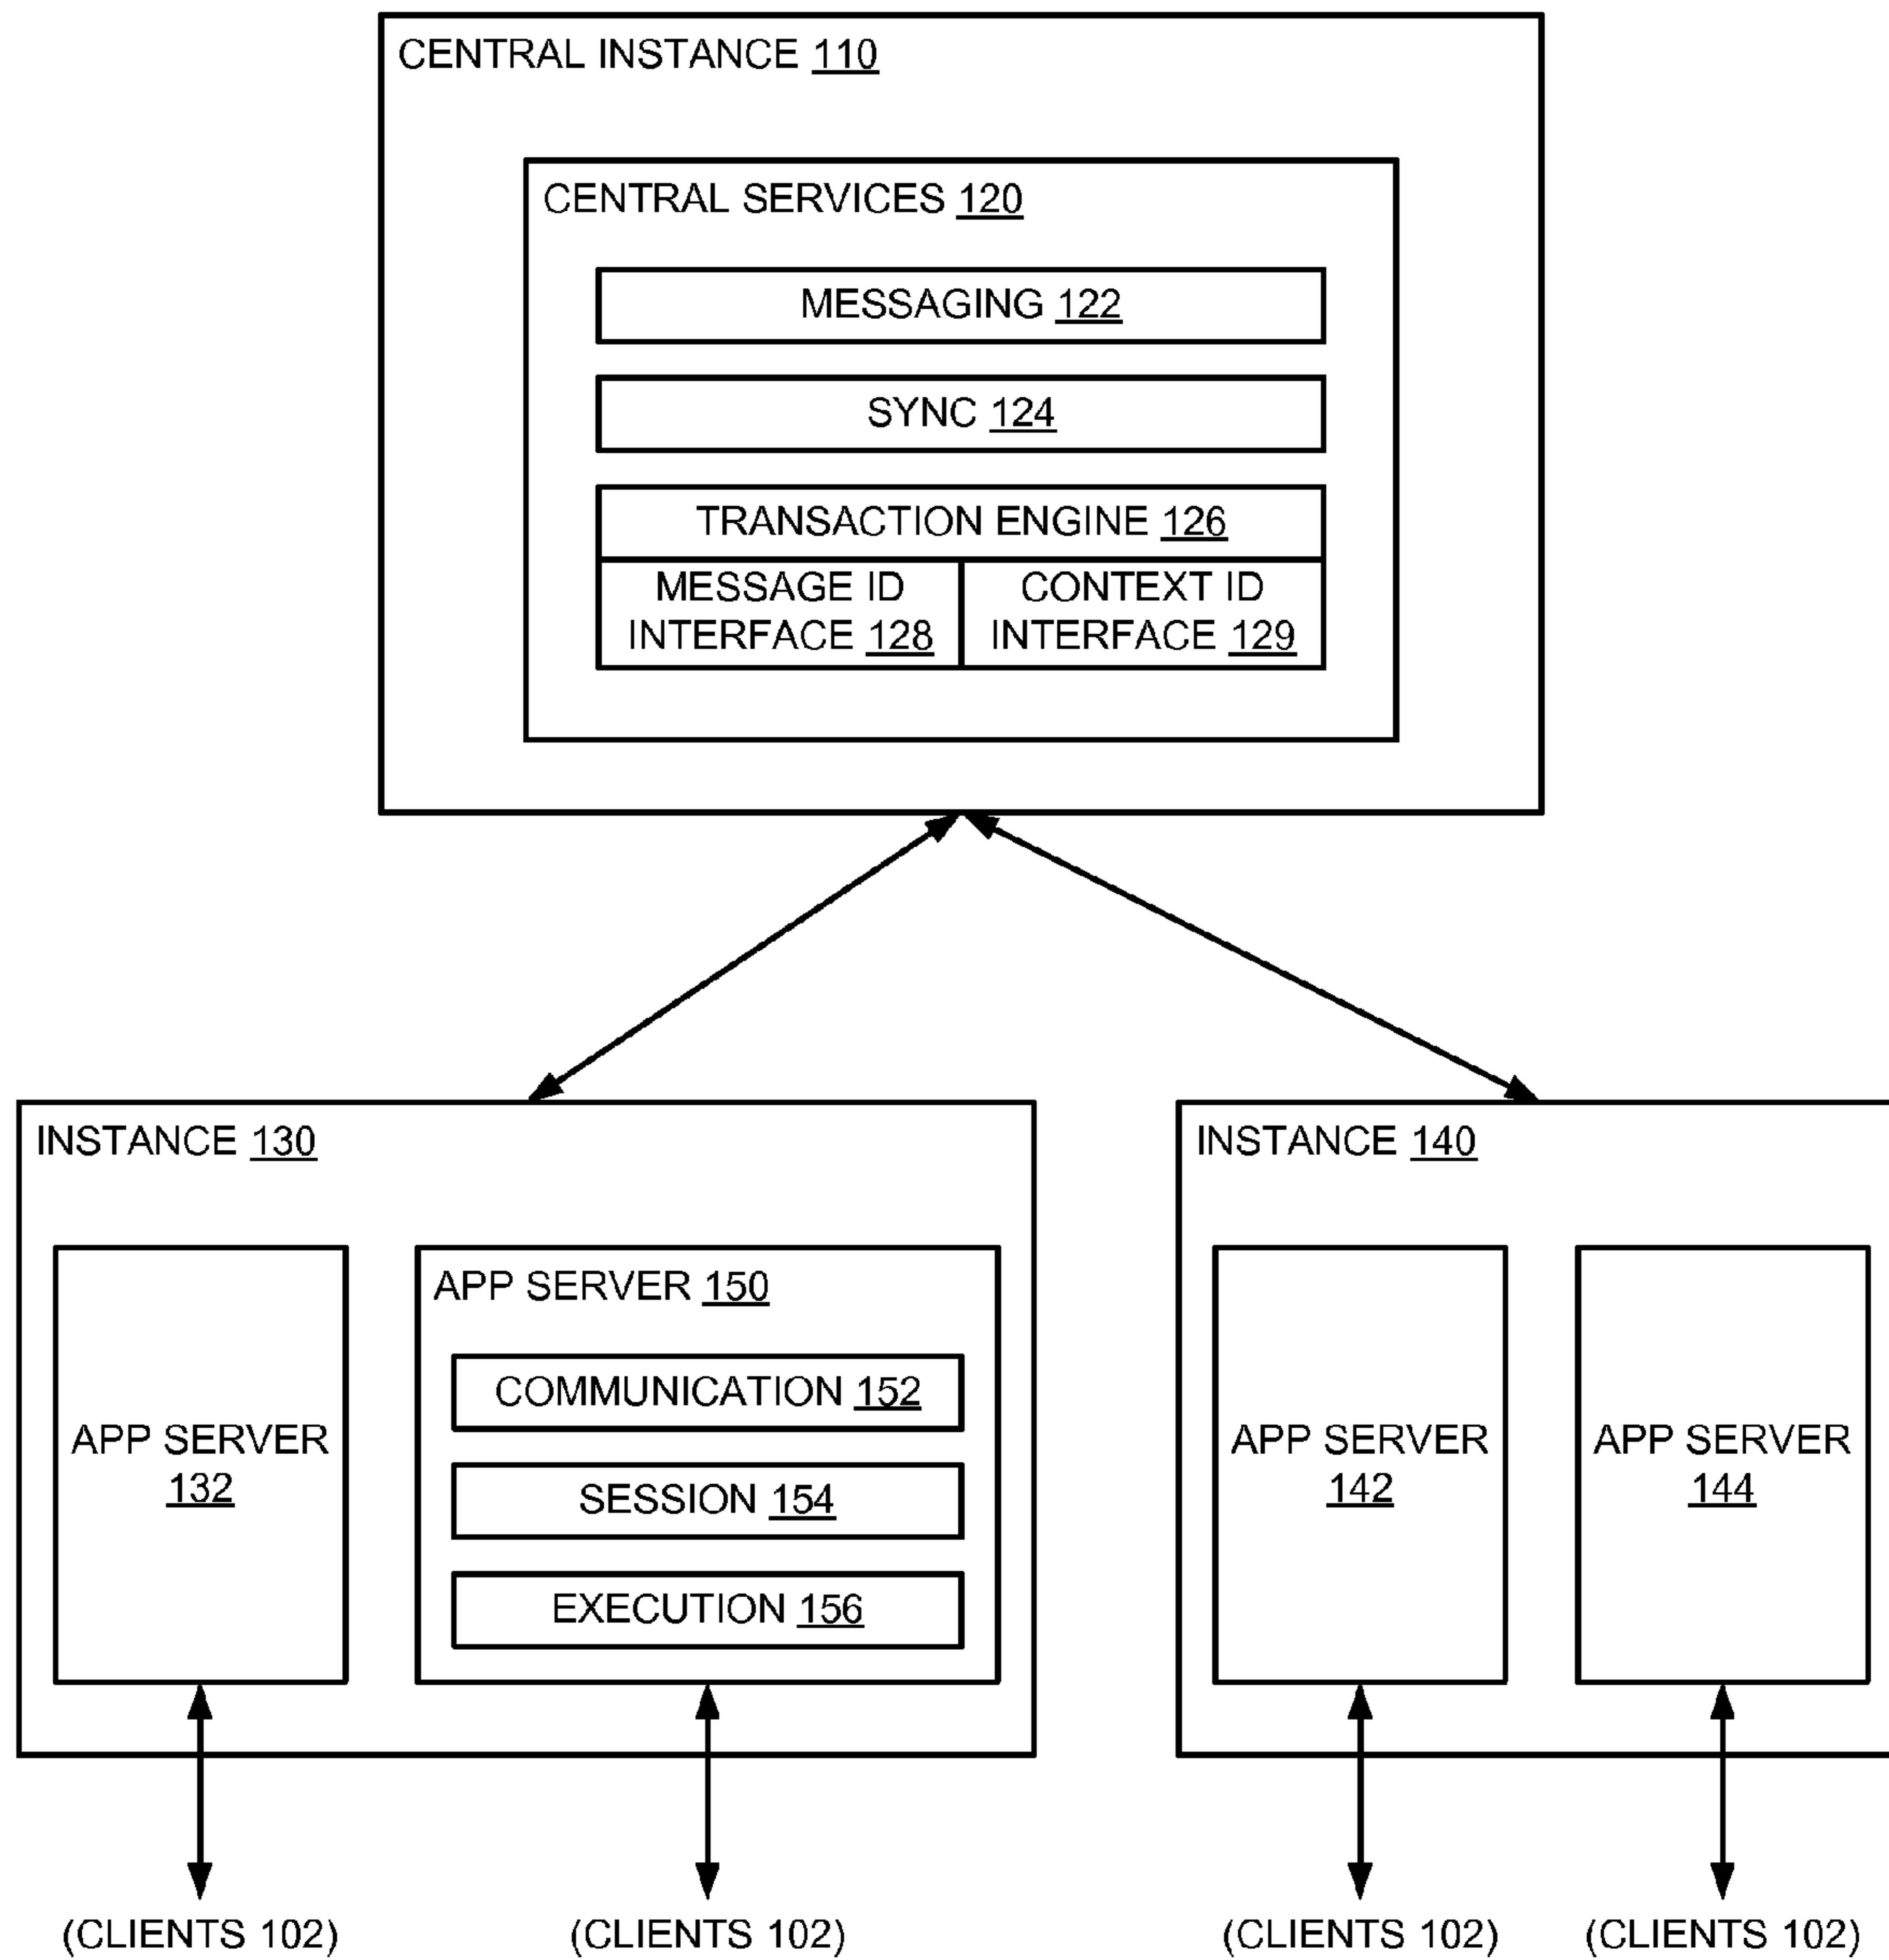 CENTRAL INSTANCE 110
CENTRAL SERVICES 120
MESSAGING 122
SYNC 124
TRANSACTION ENGINE 126
MESSAGE ID
INTERFACE 128
CONTEXT ID
INTERFACE 129
INSTANCE 130
APP SERVER
132
APP SERVER 150
COMMUNICATION 152
SESSION 154
EXECUTION 156
INSTANCE 140
APP SERVER
142
APP SERVER
144
(CLIENTS 102)
(CLIENTS 102)
(CLIENTS 102)
(CLIENTS 102)